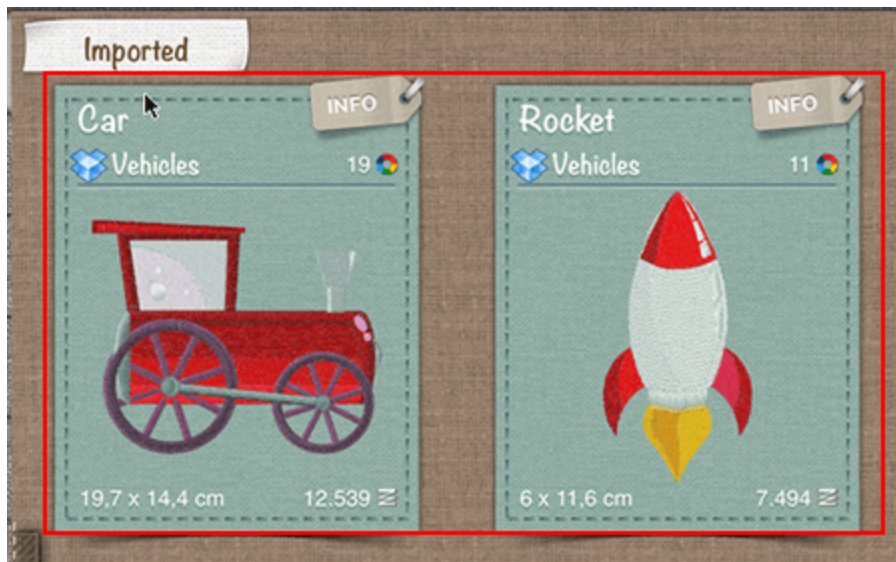 Imported
INFO
Car
Vehicles 19
19,7 x 14,4 cm 12.539
INFO
Rocket
Vehicles 11
6 x 11,6 cm 7.494